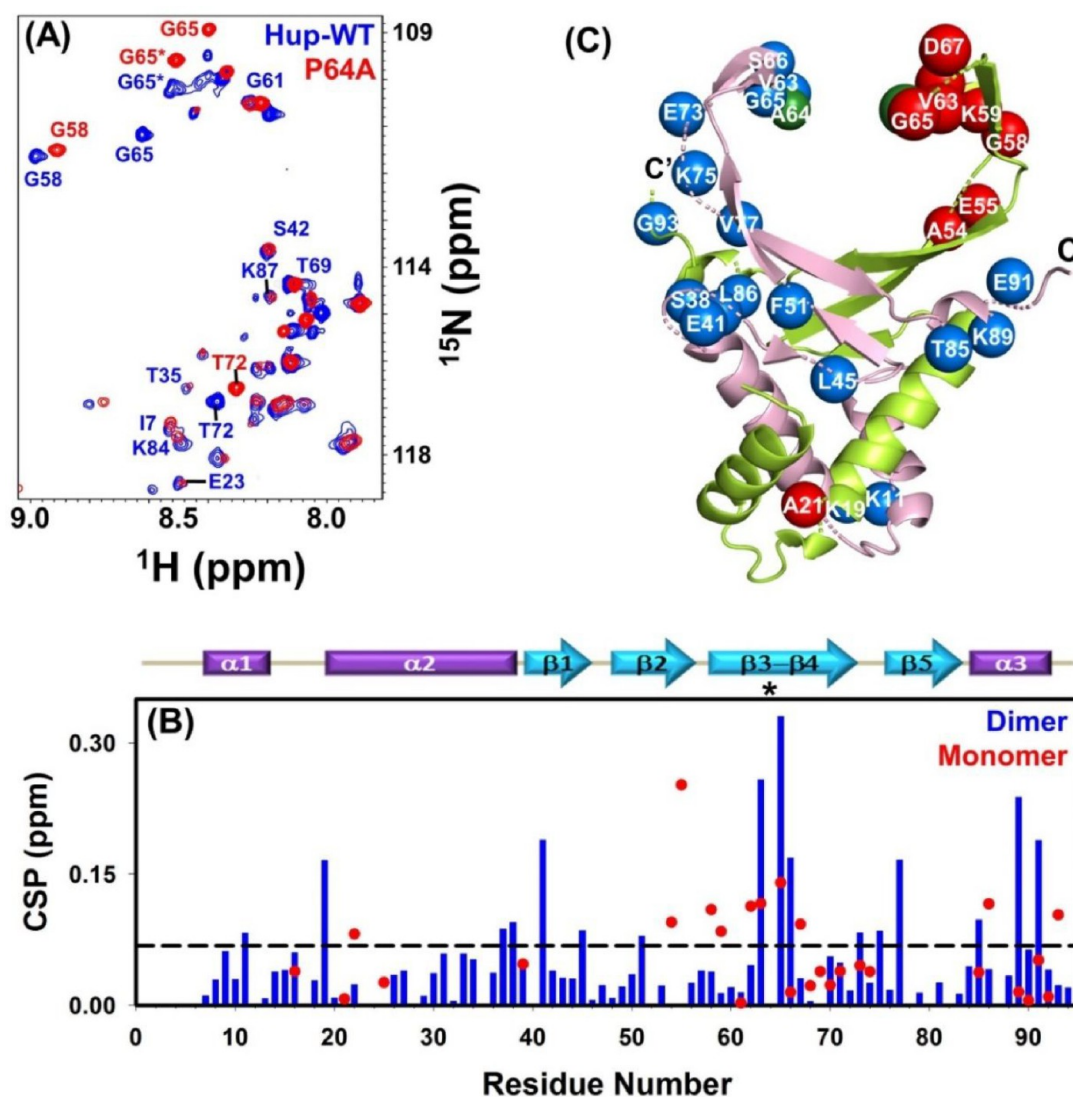 (A)
Hup-WT
P64A
G65
G65*
G65*
G61
G58
G65
G58
S42
K87
T69
T35
T72
I7
K84
T72
E23
109
114
118
15N (ppm)
9.0 8.5 8.0
1H (ppm)
(C)
S66
V63
G65
A64
E73
C'
K75
G93
V77
D67
V63
K59
G65
G58
E55
A54
C
S38
L86
F51
E41
E91
K89
T85
L45
A21
K19
K11
α1 α2 β1 β2 β3–β4 β5 α3
*
(B)
Dimer
Monomer
0.30
0.15
0.00
CSP (ppm)
0 10 20 30 40 50 60 70 80 90
Residue Number